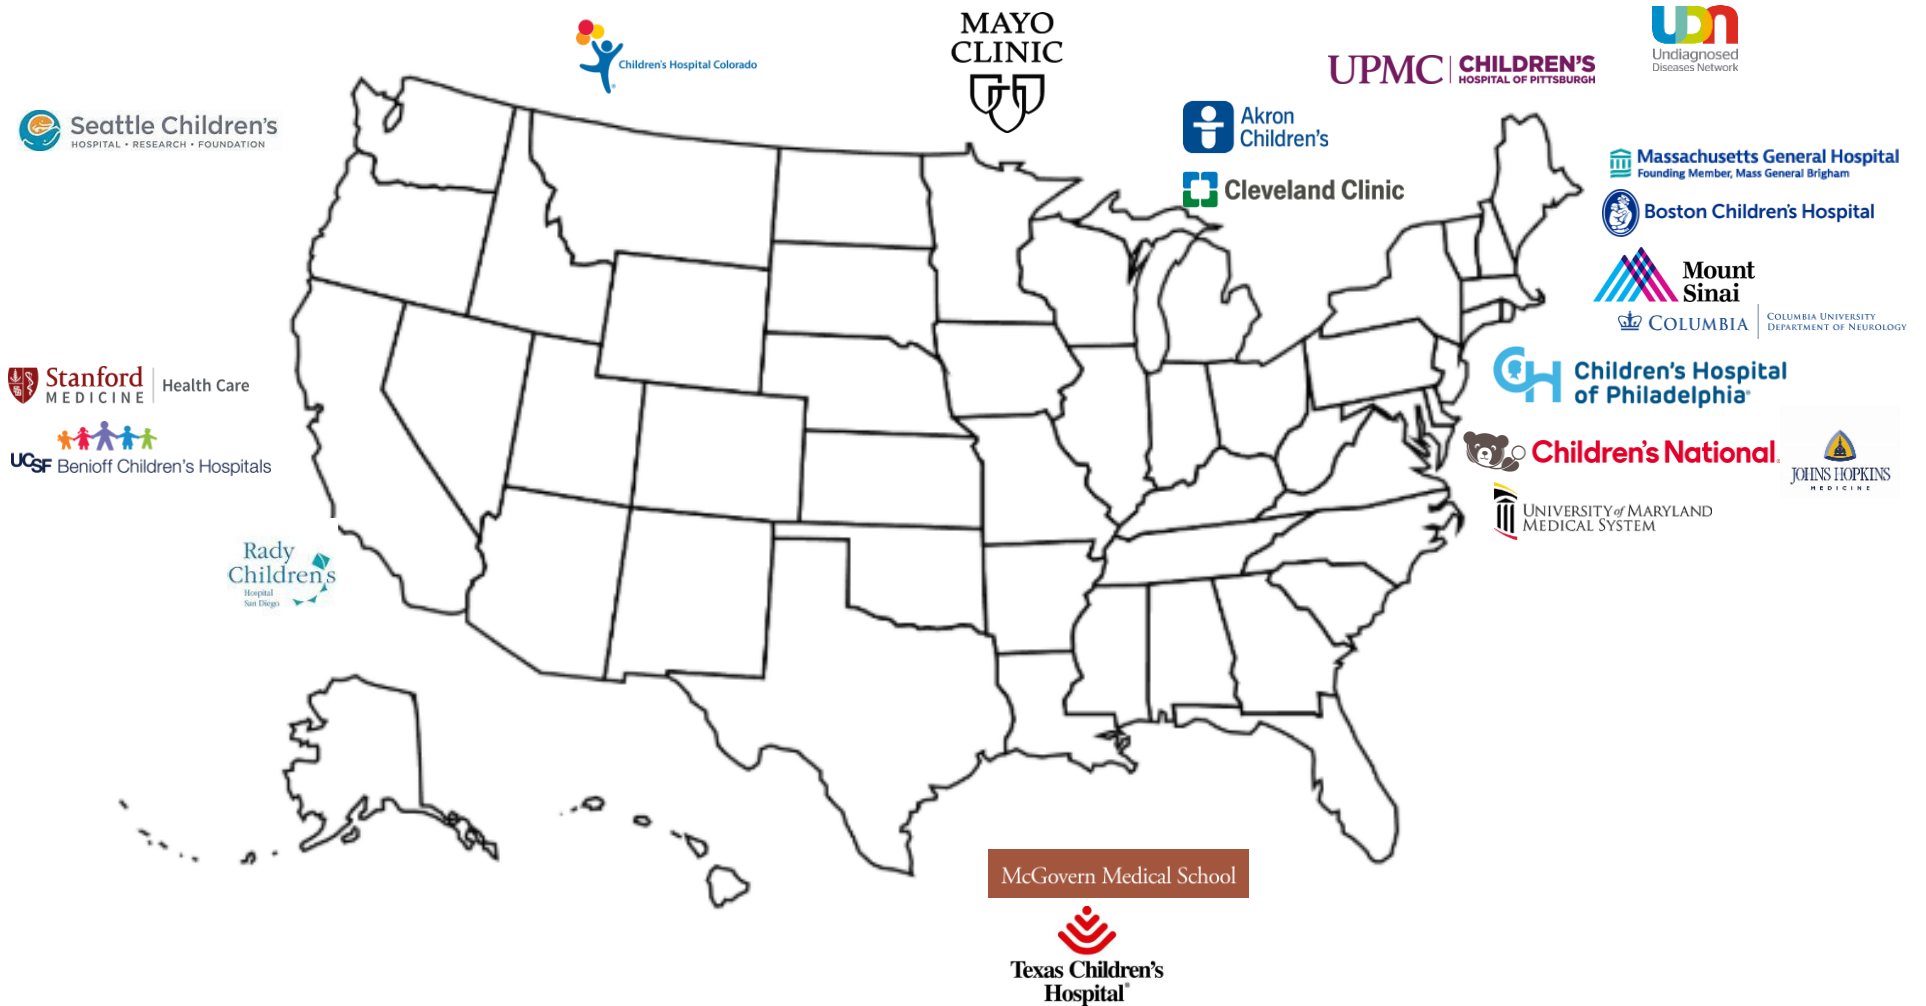 Children's Hospital Colorado
MAYO
CLINIC
UPMC CHILDREN'S
HOSPITAL OF PITTSBURGH
UDN
Undiagnosed
Diseases Network
Seattle Children's
HOSPITAL • RESEARCH • FOUNDATION
Akron
Children's
Cleveland Clinic
Massachusetts General Hospital
Founding Member, Mass General Brigham
Boston Children's Hospital
Mount
Sinai
COLUMBIA
COLUMBIA UNIVERSITY
DEPARTMENT OF NEUROLOGY
Stanford
MEDICINE
Health Care
CH
Children's Hospital
of Philadelphia
UCSF Benioff Children's Hospitals
Children's National
JOHNS HOPKINS
MEDICINE
UNIVERSITY of MARYLAND
MEDICAL SYSTEM
Rady
Children's
Hospital
San Diego
McGovern Medical School
Texas Children's
Hospital